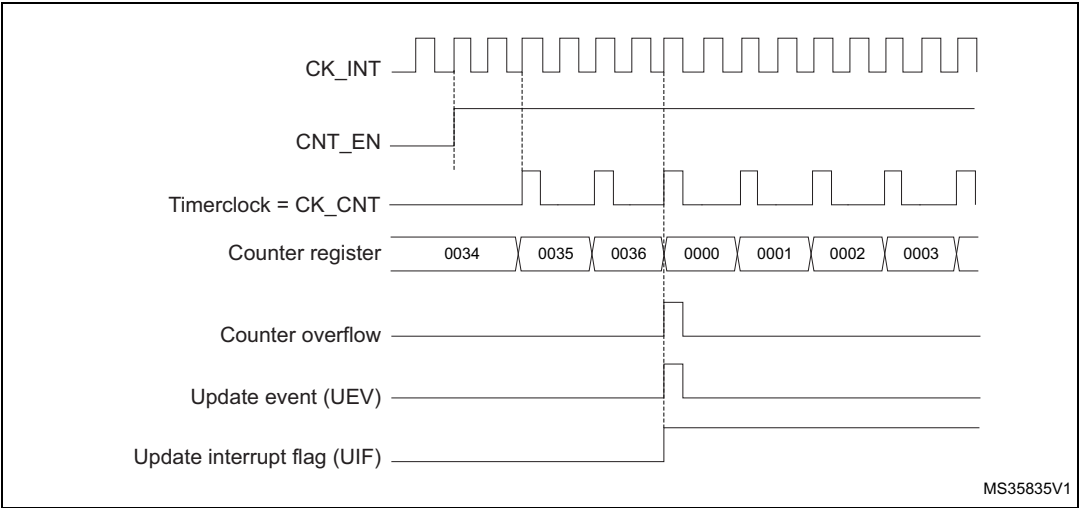 CK_INT
CNT_EN
Timerclock = CK_CNT
Counter register 0034 0035 0036 0000 0001 0002 0003
Counter overflow
Update event (UEV)
Update interrupt flag (UIF)
MS35835V1